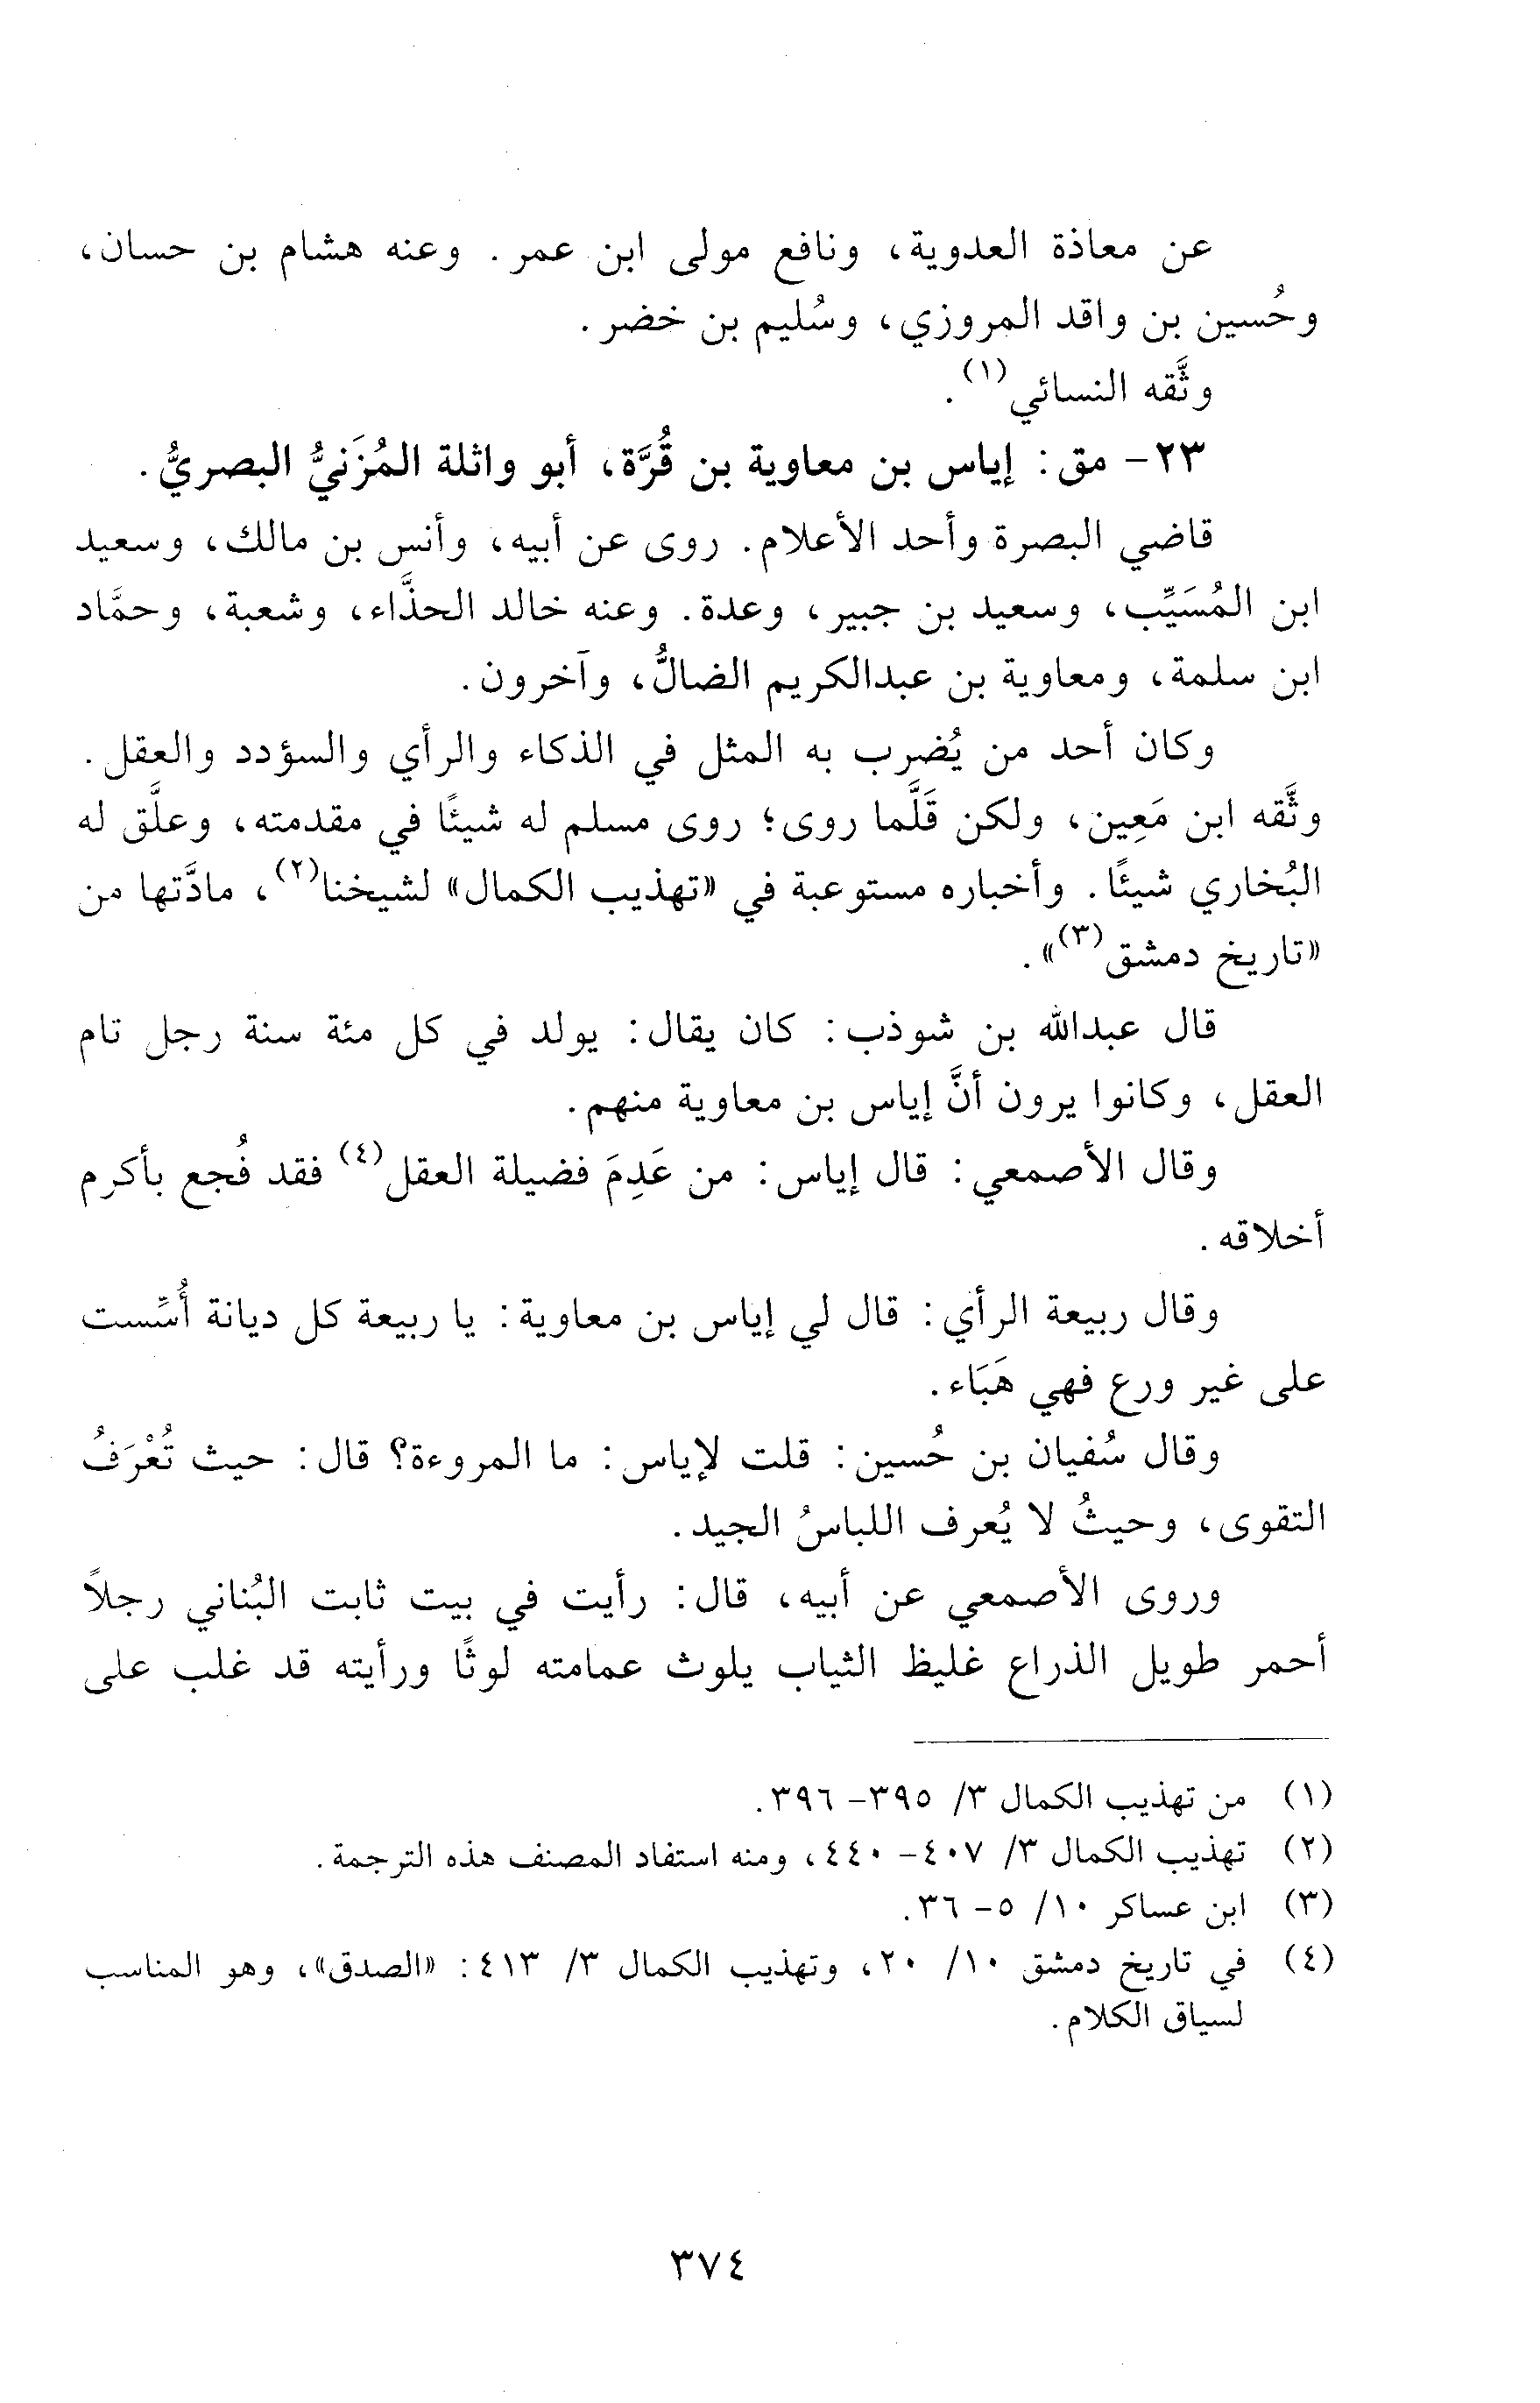 عن معاذة العدوية، ونافع مولى ابن عمر. وعنه هشام بن حسان،
وحُسين بن واقد المروزي، وسُليم بن خضر.
وثَّقه النسائي(١).
٢٣- مق: إياس بن معاوية بن قُرَّة، أبو واثلة المُزَنيُّ البصريُّ.
قاضي البصرة وأحد الأعلام. روى عن أبيه، وأنس بن مالك، وسعيد
ابن المُسَيِّب، وسعيد بن جبير، وعدة. وعنه خالد الحذَّاء، وشعبة، وحمَّاد
ابن سلمة، ومعاوية بن عبدالكريم الضالُّ، وآخرون.
وكان أحد من يُضرب به المثل في الذكاء والرأي والسؤدد والعقل.
وثَّقه ابن مَعِين، ولكن قَلَّما روى؛ روى مسلم له شيئًا في مقدمته، وعلَّق له
البُخاري شيئًا. وأخباره مستوعبة في «تهذيب الكمال» لشيخنا(٢)، مادَّتها من
«تاريخ دمشق(٣)».
قال عبدالله بن شوذب: كان يقال: يولد في كل مئة سنة رجل تام
العقل، وكانوا يرون أنَّ إياس بن معاوية منهم.
وقال الأصمعي: قال إياس: من عَدِمَ فضيلة العقل(٤) فقد فُجع بأكرم
أخلاقه.
وقال ربيعة الرأي: قال لي إياس بن معاوية: يا ربيعة كل ديانة أُسِّست
على غير ورع فهي هَبَاء.
وقال سُفيان بن حُسين: قلت لإياس: ما المروءة؟ قال: حيث تُعْرَفُ
التقوى، وحيثُ لا يُعرف اللباسُ الجيد.
وروى الأصمعي عن أبيه، قال: رأيت في بيت ثابت البُناني رجلاً
أحمر طويل الذراع غليظ الثياب يلوث عمامته لوثًا ورأيته قد غلب على
(١) من تهذيب الكمال ٣/ ٣٩٥- ٣٩٦.
(٢) تهذيب الكمال ٣/ ٤٠٧- ٤٤٠، ومنه استفاد المصنف هذه الترجمة.
(٣) ابن عساكر ١٠/ ٥- ٣٦.
(٤) في تاريخ دمشق ١٠/ ٢٠، وتهذيب الكمال ٣/ ٤١٣: «الصدق»، وهو المناسب
لسياق الكلام.
٣٧٤